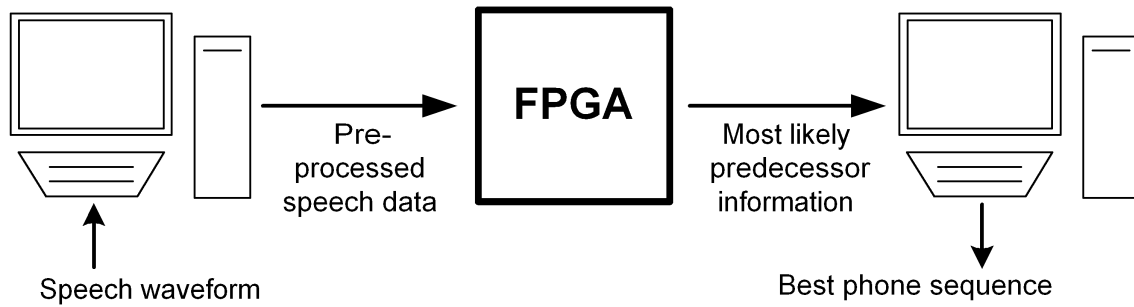 FPGA
Pre-
processed
speech data
Most likely
predecessor
information
Speech waveform
Best phone sequence